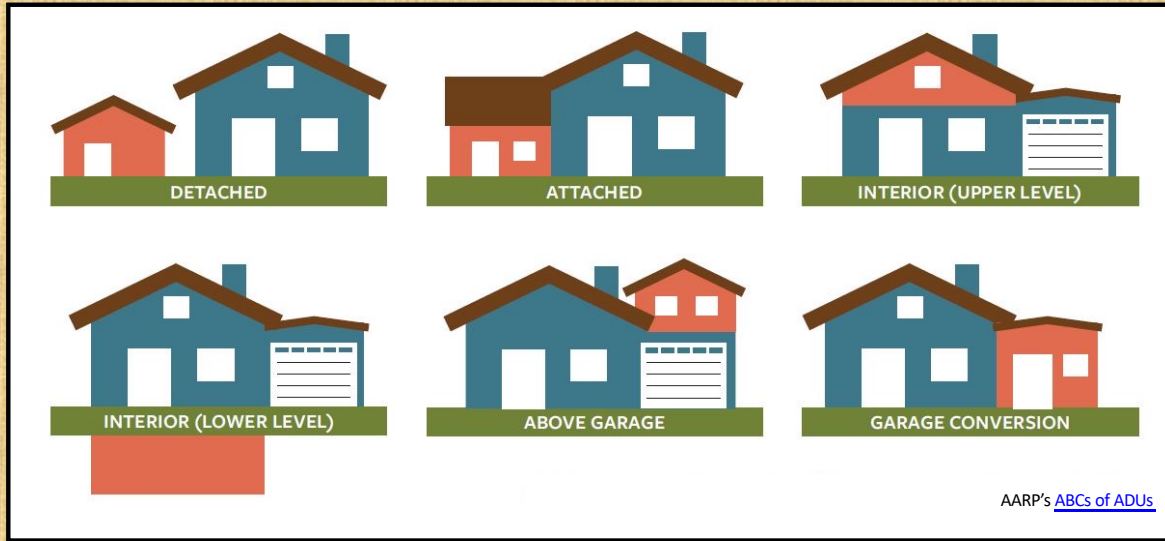 DETACHED
ATTACHED
INTERIOR (UPPER LEVEL)
INTERIOR (LOWER LEVEL)
ABOVE GARAGE
GARAGE CONVERSION
AARP's ABCs of ADUs